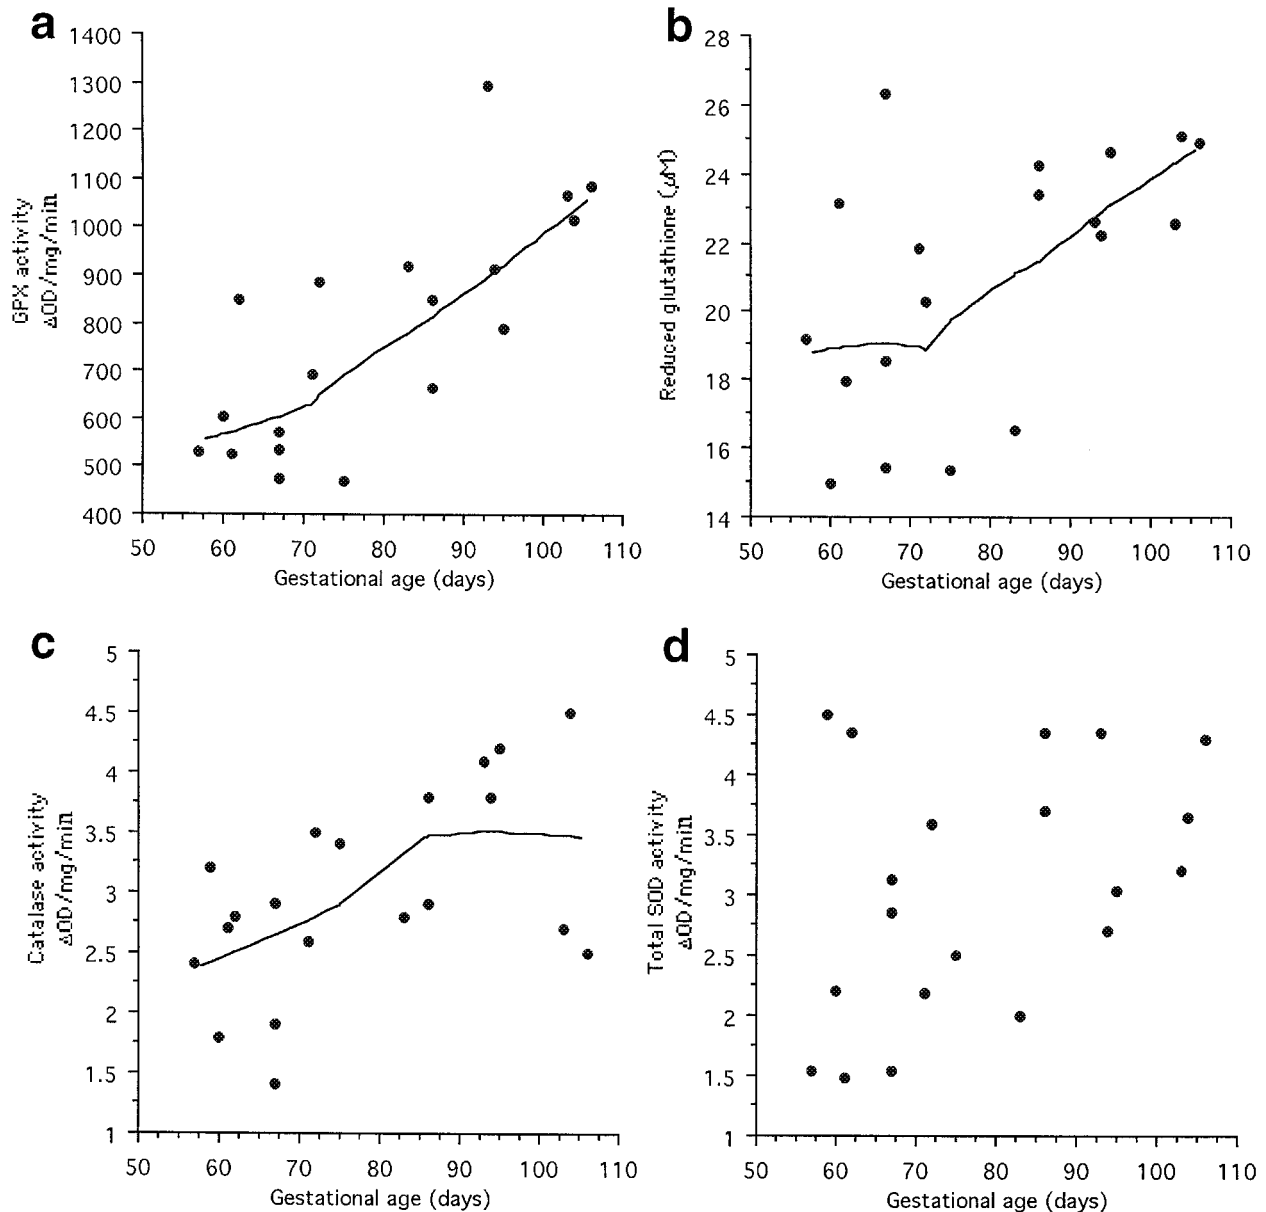 a
1400
1300
1200
1100
1000
900
800
700
600
500
400
GPX activity
ΔOD/mg/min
50 60 70 80 90 100 110
Gestational age (days)
b
28
26
24
22
20
18
16
14
Reduced glutathione (μM)
50 60 70 80 90 100 110
Gestational age (days)
c
5
4.5
4
3.5
3
2.5
2
1.5
1
Catalase activity
ΔOD/mg/min
50 60 70 80 90 100 110
Gestational age (days)
d
5
4.5
4
3.5
3
2.5
2
1.5
1
Total SOD activity
ΔOD/mg/min
50 60 70 80 90 100 110
Gestational age (days)